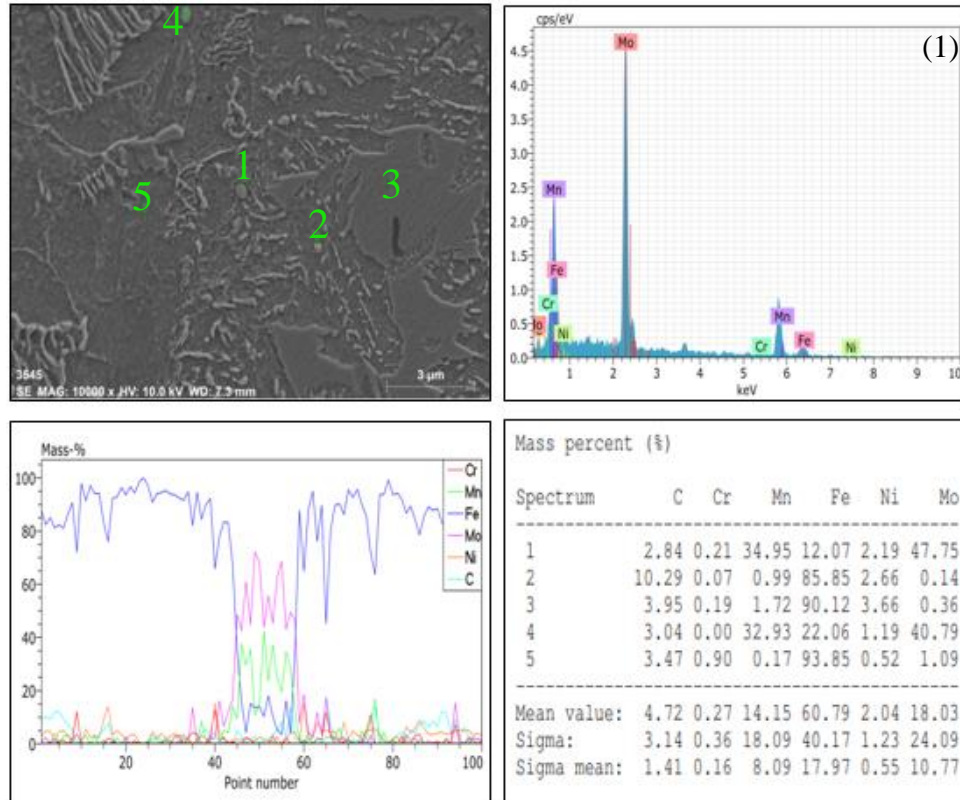 4
1
2
3
5
3645
SE MAG: 10000 x HV: 10.0 kV WD: 7.3 mm
3 µm
cps/eV
(1)
4.5
4.0
3.5
3.0
2.5
2.0
1.5
1.0
0.5
0.0
Mo
Mn
Fe
Cr
Ni
Mn
Cr
Fe
Ni
1 2 3 4 5 6 7 8 9 10
keV
Mass-%
100
80
60
40
20
0
Cr
Mn
Fe
Mo
Ni
C
20 40 60 80 100
Point number
Mass percent (%)
Spectrum C Cr Mn Fe Ni Mo
1 2.84 0.21 34.95 12.07 2.19 47.75
2 10.29 0.07 0.99 85.85 2.66 0.14
3 3.95 0.19 1.72 90.12 3.66 0.36
4 3.04 0.00 32.93 22.06 1.19 40.79
5 3.47 0.90 0.17 93.85 0.52 1.09
Mean value: 4.72 0.27 14.15 60.79 2.04 18.03
Sigma: 3.14 0.36 18.09 40.17 1.23 24.09
Sigma mean: 1.41 0.16 8.09 17.97 0.55 10.77